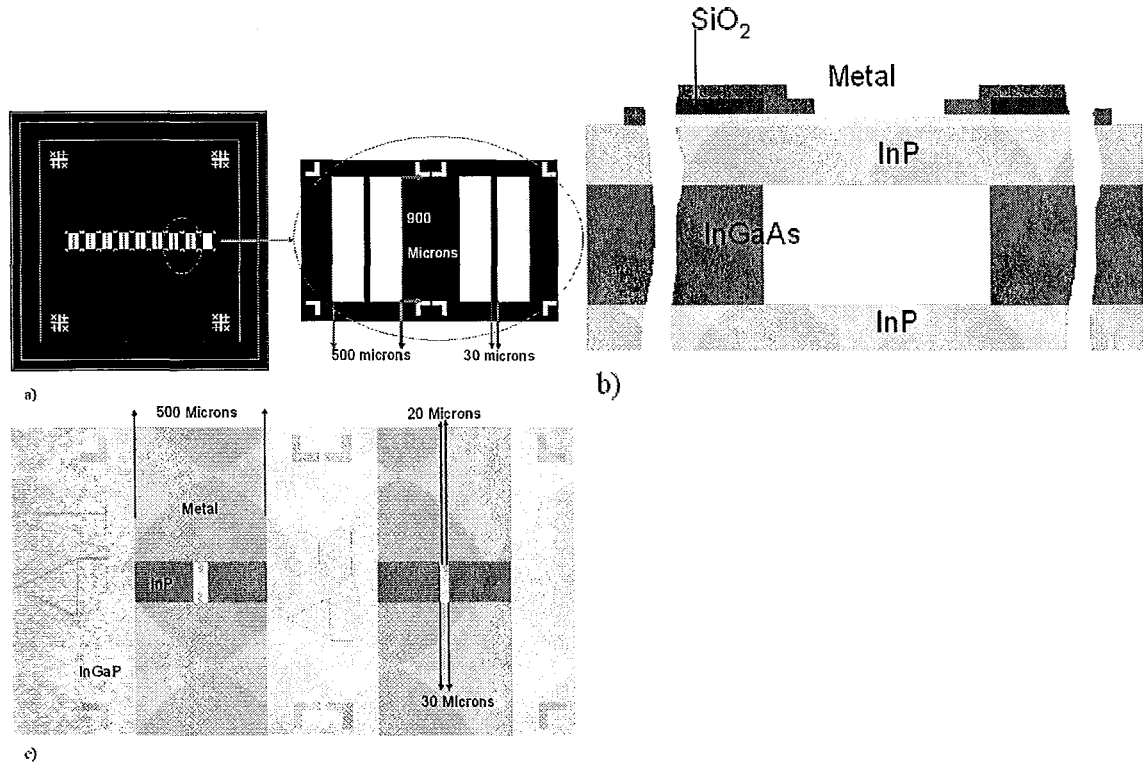 SiO2
Metal
InP
InGaAs
InP
b)
900
Microns
500 microns
30 microns
a)
500 Microns
20 Microns
Metal
InP
InGaP
30 Microns
c)